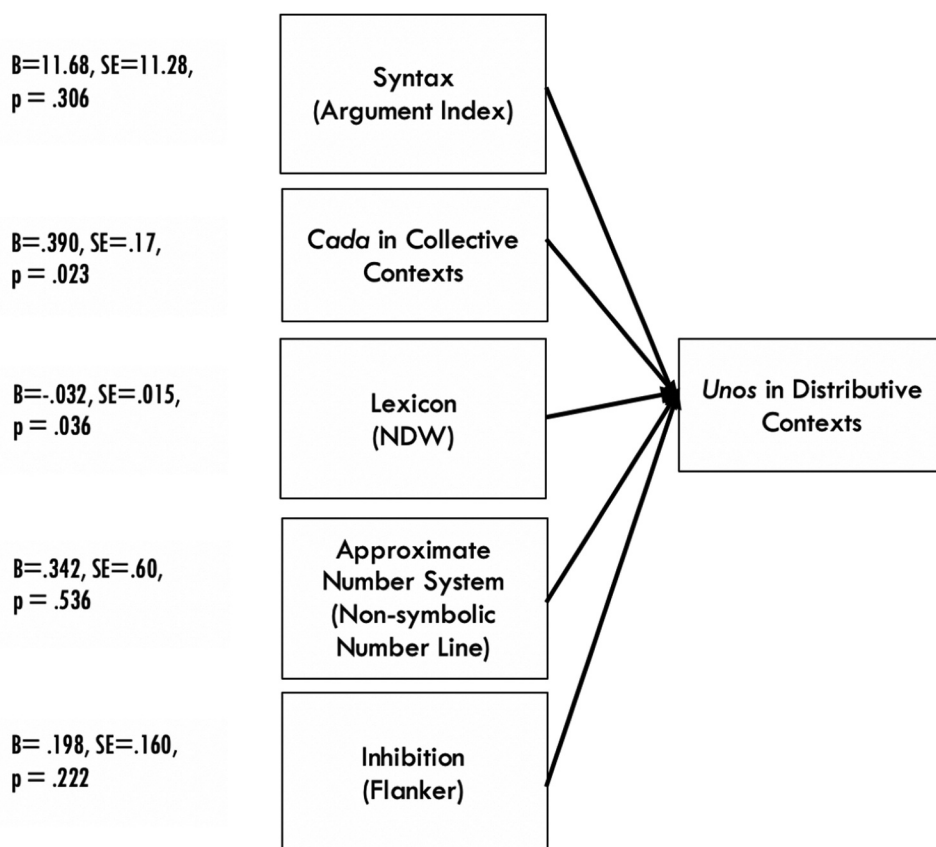 B=11.68, SE=11.28,
p = .306
Syntax
(Argument Index)
B=.390, SE=.17,
p = .023
Cada in Collective
Contexts
B=-.032, SE=.015,
p = .036
Lexicon
(NDW)
Unos in Distributive
Contexts
B=.342, SE=.60,
p = .536
Approximate
Number System
(Non-symbolic
Number Line)
B= .198, SE=.160,
p = .222
Inhibition
(Flanker)